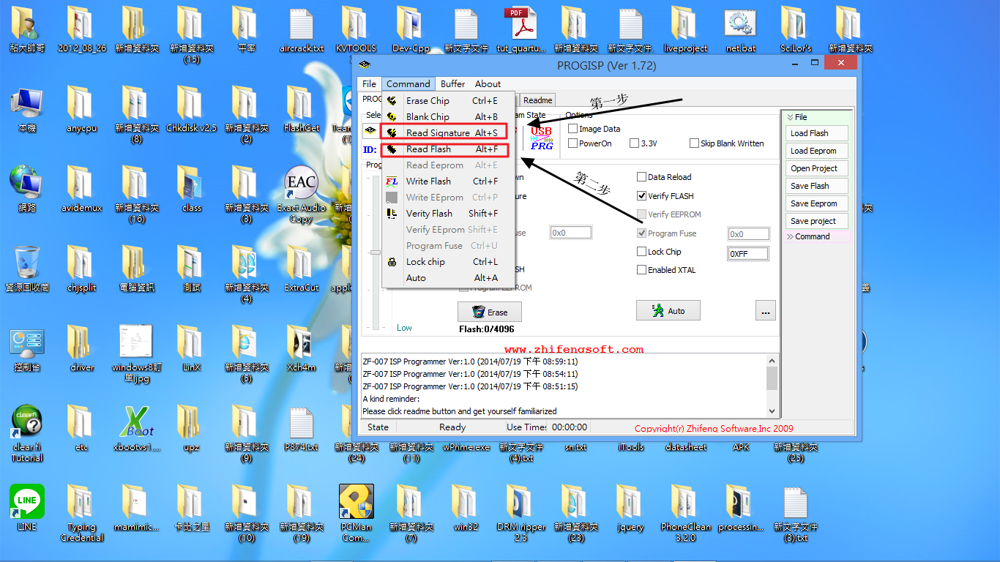 粘大帥哥
2012_08_26
新增資料夾
新增資料夾
(15)
平率
aircrack.txt
KVTOOLS
Dev-Cpp
新文字文件
PDF
tut_quartu...
新增資料夾
新文字文件.
liveproject
net.bat
SciLor's
新增資料夾
本機
anycpu
新增資料夾
(8)
Chkdisk v2.5
新增資料夾
(2)
FlashGet
網路
avidemux
新增資料夾
(16)
class
新增資料夾
(3)
EAC
Exact Audio
Copy
資源回收筒
chjsplit
電腦資訊
測試
新增資料夾
(4)
ExtraCut
控制台
driver
windows8訂
單.jpg
LinX
新增資料夾
(5)
Xch4m
clear.fi
clear.fi
Tutorial
etc
X Boot
xbootvs1....
upz
新增資料夾
(9)
P874.txt
新增資料夾
(24)
新增資料夾
(11)
wPrime.exe
新文字文件
(4).txt
sn.txt
iTools
datasheet
APK
新增資料夾
(25)
LINE
LINE
Typing
Credential
mamimic...
卡比之星
新增資料夾
(10)
新增資料夾
(19)
PCMan
Com...
新增資料夾
(7)
win32
DRM ripper
2.3
新增資料夾
(23)
jquery
PhoneClean
3.2.0
processin...
新文字文件
(3).txt
PROGISP (Ver 1.72)
File Command Buffer About
Erase Chip Ctrl+E
Blank Chip Alt+B
Read Signature Alt+S
Read Flash Alt+F
Read Eeprom Alt+E
Write Flash Ctrl+F
Write EEprom Ctrl+P
Verity Flash Shift+F
Verify EEprom Shift+E
Program Fuse Ctrl+U
Lock chip Ctrl+L
Auto Alt+A
Readme
第一步
第二步
State
Options
Image Data
PowerOn 3.3V Skip Blank Written
USB
PRG
ID:
Data Reload
Verify FLASH
Verify EEPROM
0x0
Program Fuse 0x0
Lock Chip 0XFF
Enabled XTAL
Program EEPROM
Erase
Auto
...
Low
Flash:0/4096
www.zhifengsoft.com
ZF-007 ISP Programmer Ver:1.0 (2014/07/19 下午 08:59:11)
ZF-007 ISP Programmer Ver:1.0 (2014/07/19 下午 08:54:11)
ZF-007 ISP Programmer Ver:1.0 (2014/07/19 下午 08:51:15)
A kind reminder:
Please click readme button and get yourself familiarized
State Ready Use Time: 00:00:00 Copyright(r) Zhifeng Software,Inc 2009
File
Load Flash
Load Eeprom
Open Project
Save Flash
Save Eeprom
Save project
Command